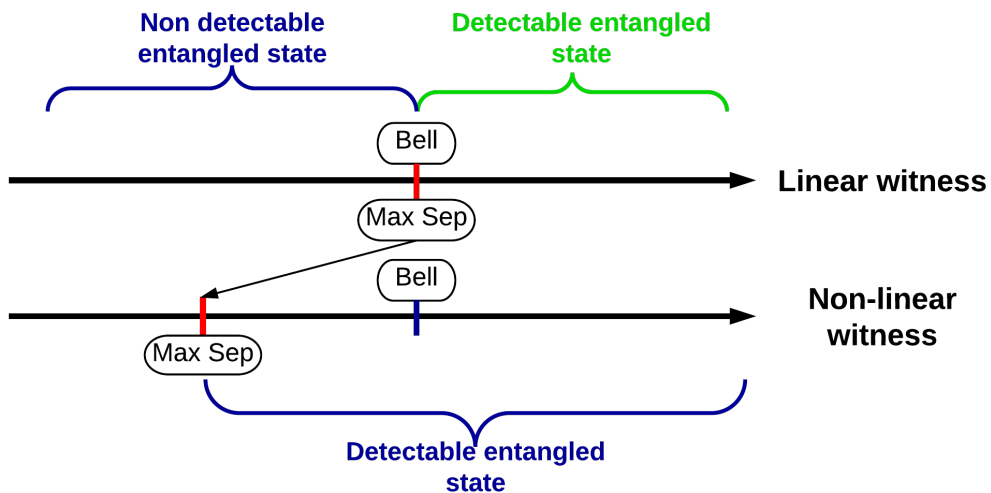 Non detectable
entangled state
Detectable entangled
state
Bell
Linear witness
Max Sep
Bell
Non-linear
witness
Max Sep
Detectable entangled
state